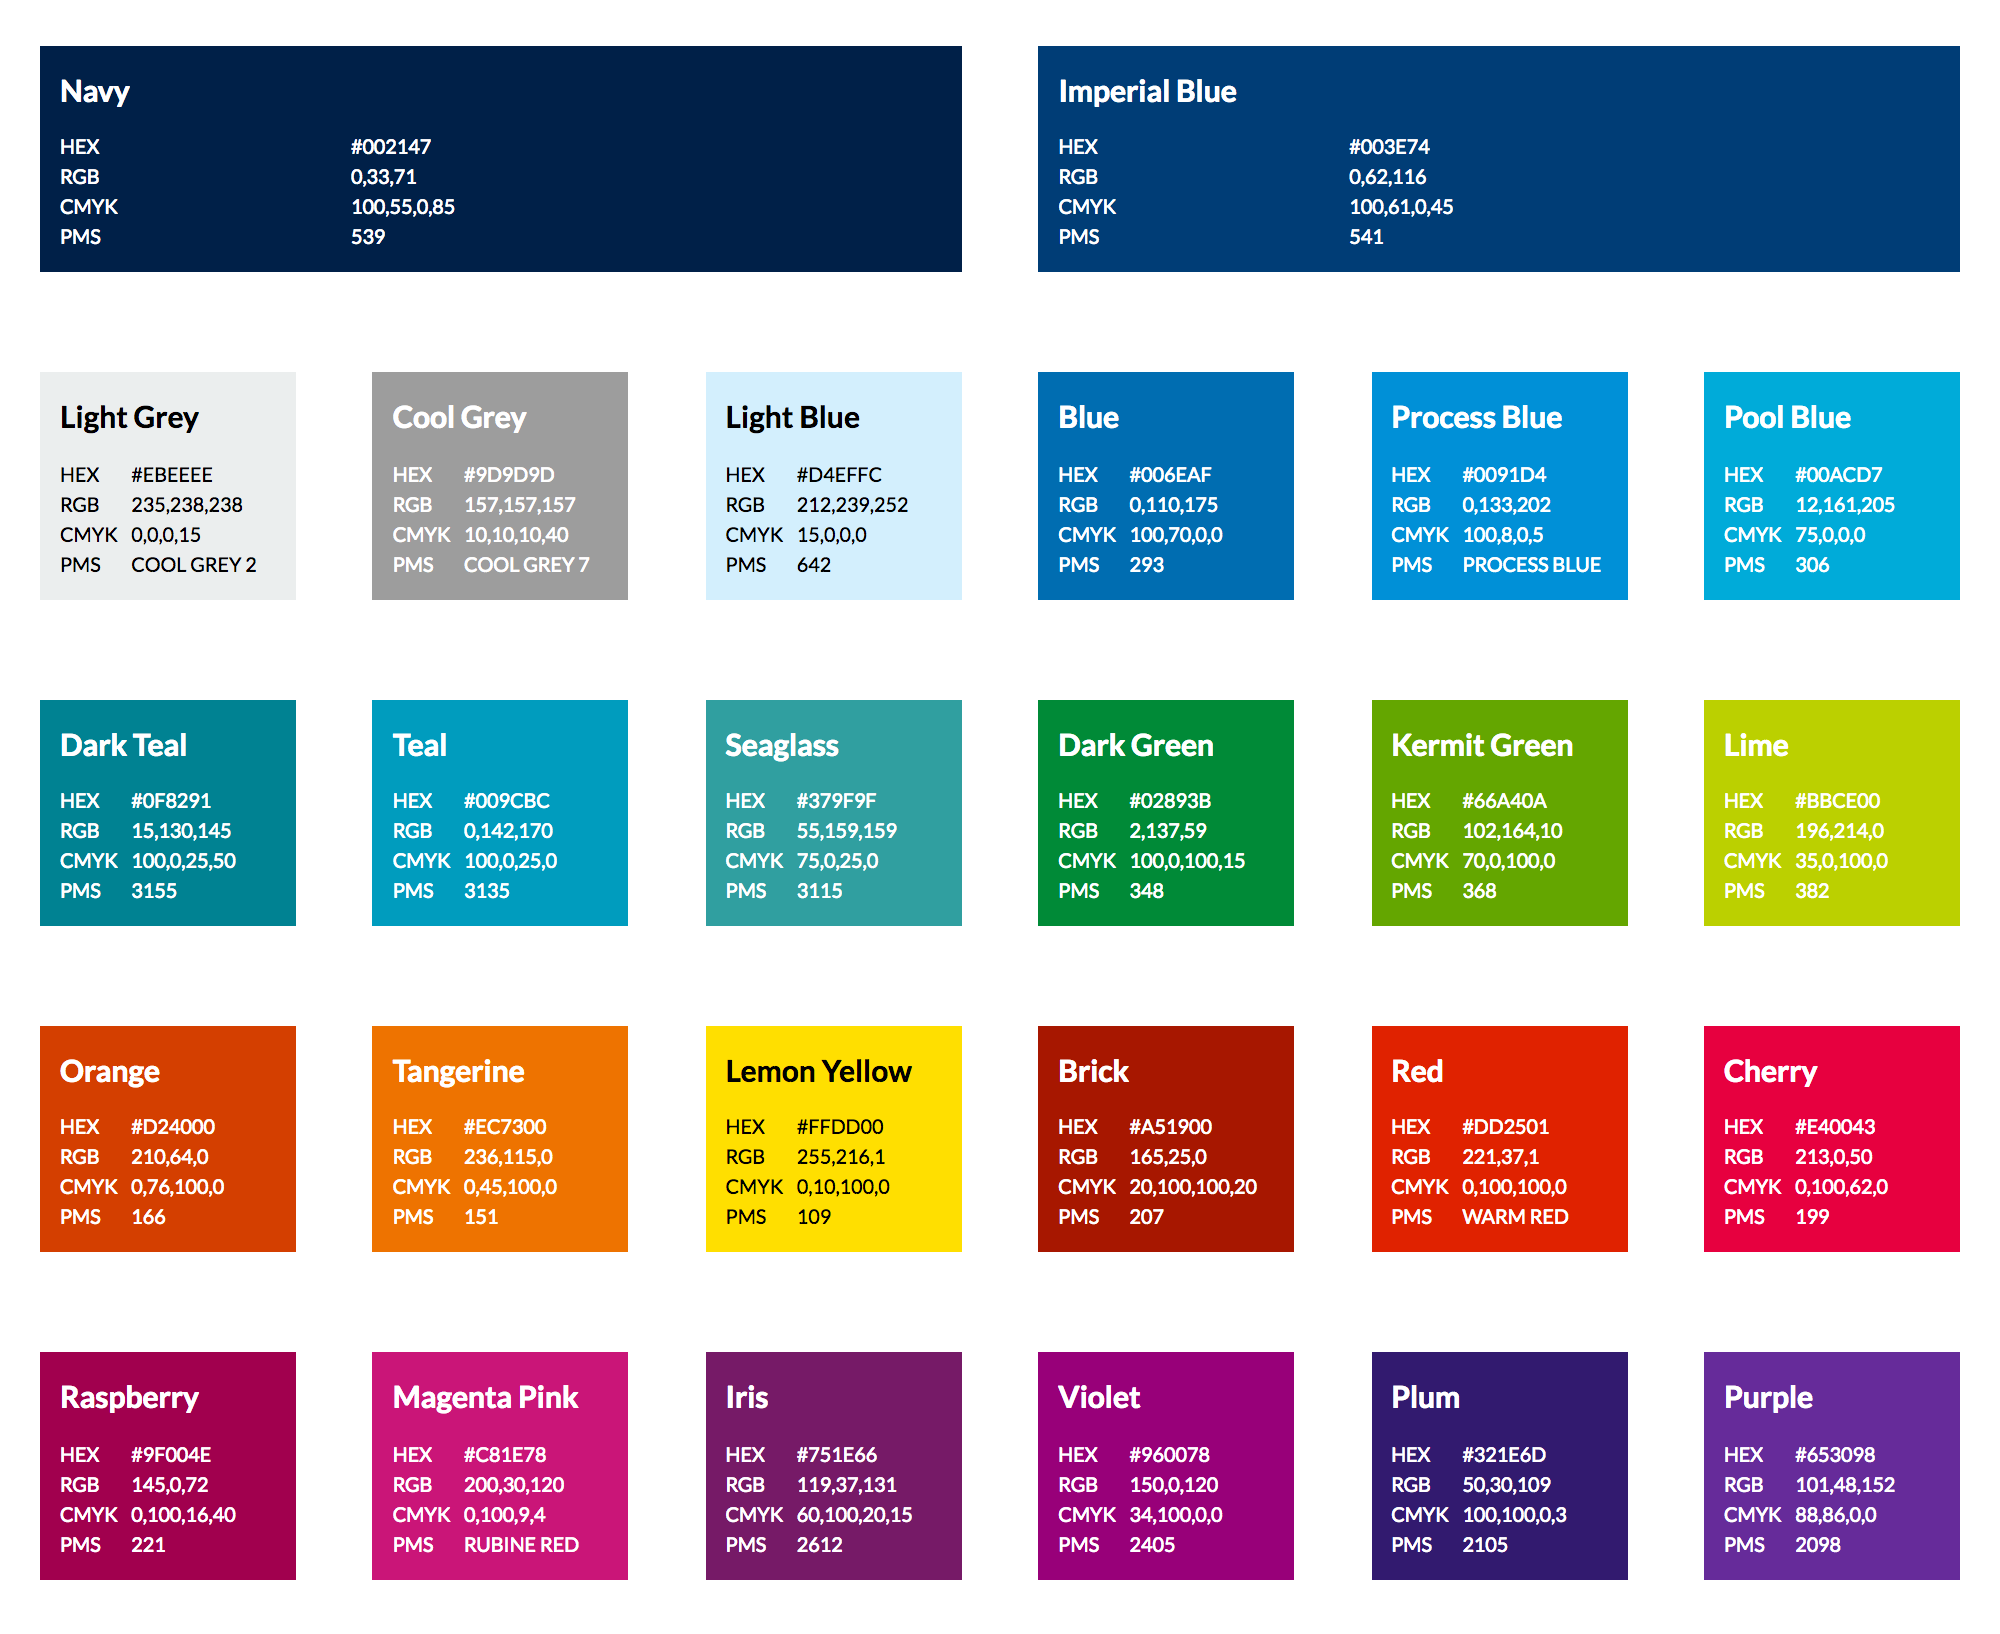 Navy
HEX #002147
RGB 0,33,71
CMYK 100,55,0,85
PMS 539
Imperial Blue
HEX #003E74
RGB 0,62,116
CMYK 100,61,0,45
PMS 541
Light Grey
HEX #EBEEEE
RGB 235,238,238
CMYK 0,0,0,15
PMS COOL GREY 2
Cool Grey
HEX #9D9D9D
RGB 157,157,157
CMYK 10,10,10,40
PMS COOL GREY 7
Light Blue
HEX #D4EFFC
RGB 212,239,252
CMYK 15,0,0,0
PMS 642
Blue
HEX #006EAF
RGB 0,110,175
CMYK 100,70,0,0
PMS 293
Process Blue
HEX #0091D4
RGB 0,133,202
CMYK 100,8,0,5
PMS PROCESS BLUE
Pool Blue
HEX #00ACD7
RGB 12,161,205
CMYK 75,0,0,0
PMS 306
Dark Teal
HEX #0F8291
RGB 15,130,145
CMYK 100,0,25,50
PMS 3155
Teal
HEX #009CBC
RGB 0,142,170
CMYK 100,0,25,0
PMS 3135
Seaglass
HEX #379F9F
RGB 55,159,159
CMYK 75,0,25,0
PMS 3115
Dark Green
HEX #02893B
RGB 2,137,59
CMYK 100,0,100,15
PMS 348
Kermit Green
HEX #66A40A
RGB 102,164,10
CMYK 70,0,100,0
PMS 368
Lime
HEX #BBCE00
RGB 196,214,0
CMYK 35,0,100,0
PMS 382
Orange
HEX #D24000
RGB 210,64,0
CMYK 0,76,100,0
PMS 166
Tangerine
HEX #EC7300
RGB 236,115,0
CMYK 0,45,100,0
PMS 151
Lemon Yellow
HEX #FFDD00
RGB 255,216,1
CMYK 0,10,100,0
PMS 109
Brick
HEX #A51900
RGB 165,25,0
CMYK 20,100,100,20
PMS 207
Red
HEX #DD2501
RGB 221,37,1
CMYK 0,100,100,0
PMS WARM RED
Cherry
HEX #E40043
RGB 213,0,50
CMYK 0,100,62,0
PMS 199
Raspberry
HEX #9F004E
RGB 145,0,72
CMYK 0,100,16,40
PMS 221
Magenta Pink
HEX #C81E78
RGB 200,30,120
CMYK 0,100,9,4
PMS RUBINE RED
Iris
HEX #751E66
RGB 119,37,131
CMYK 60,100,20,15
PMS 2612
Violet
HEX #960078
RGB 150,0,120
CMYK 34,100,0,0
PMS 2405
Plum
HEX #321E6D
RGB 50,30,109
CMYK 100,100,0,3
PMS 2105
Purple
HEX #653098
RGB 101,48,152
CMYK 88,86,0,0
PMS 2098